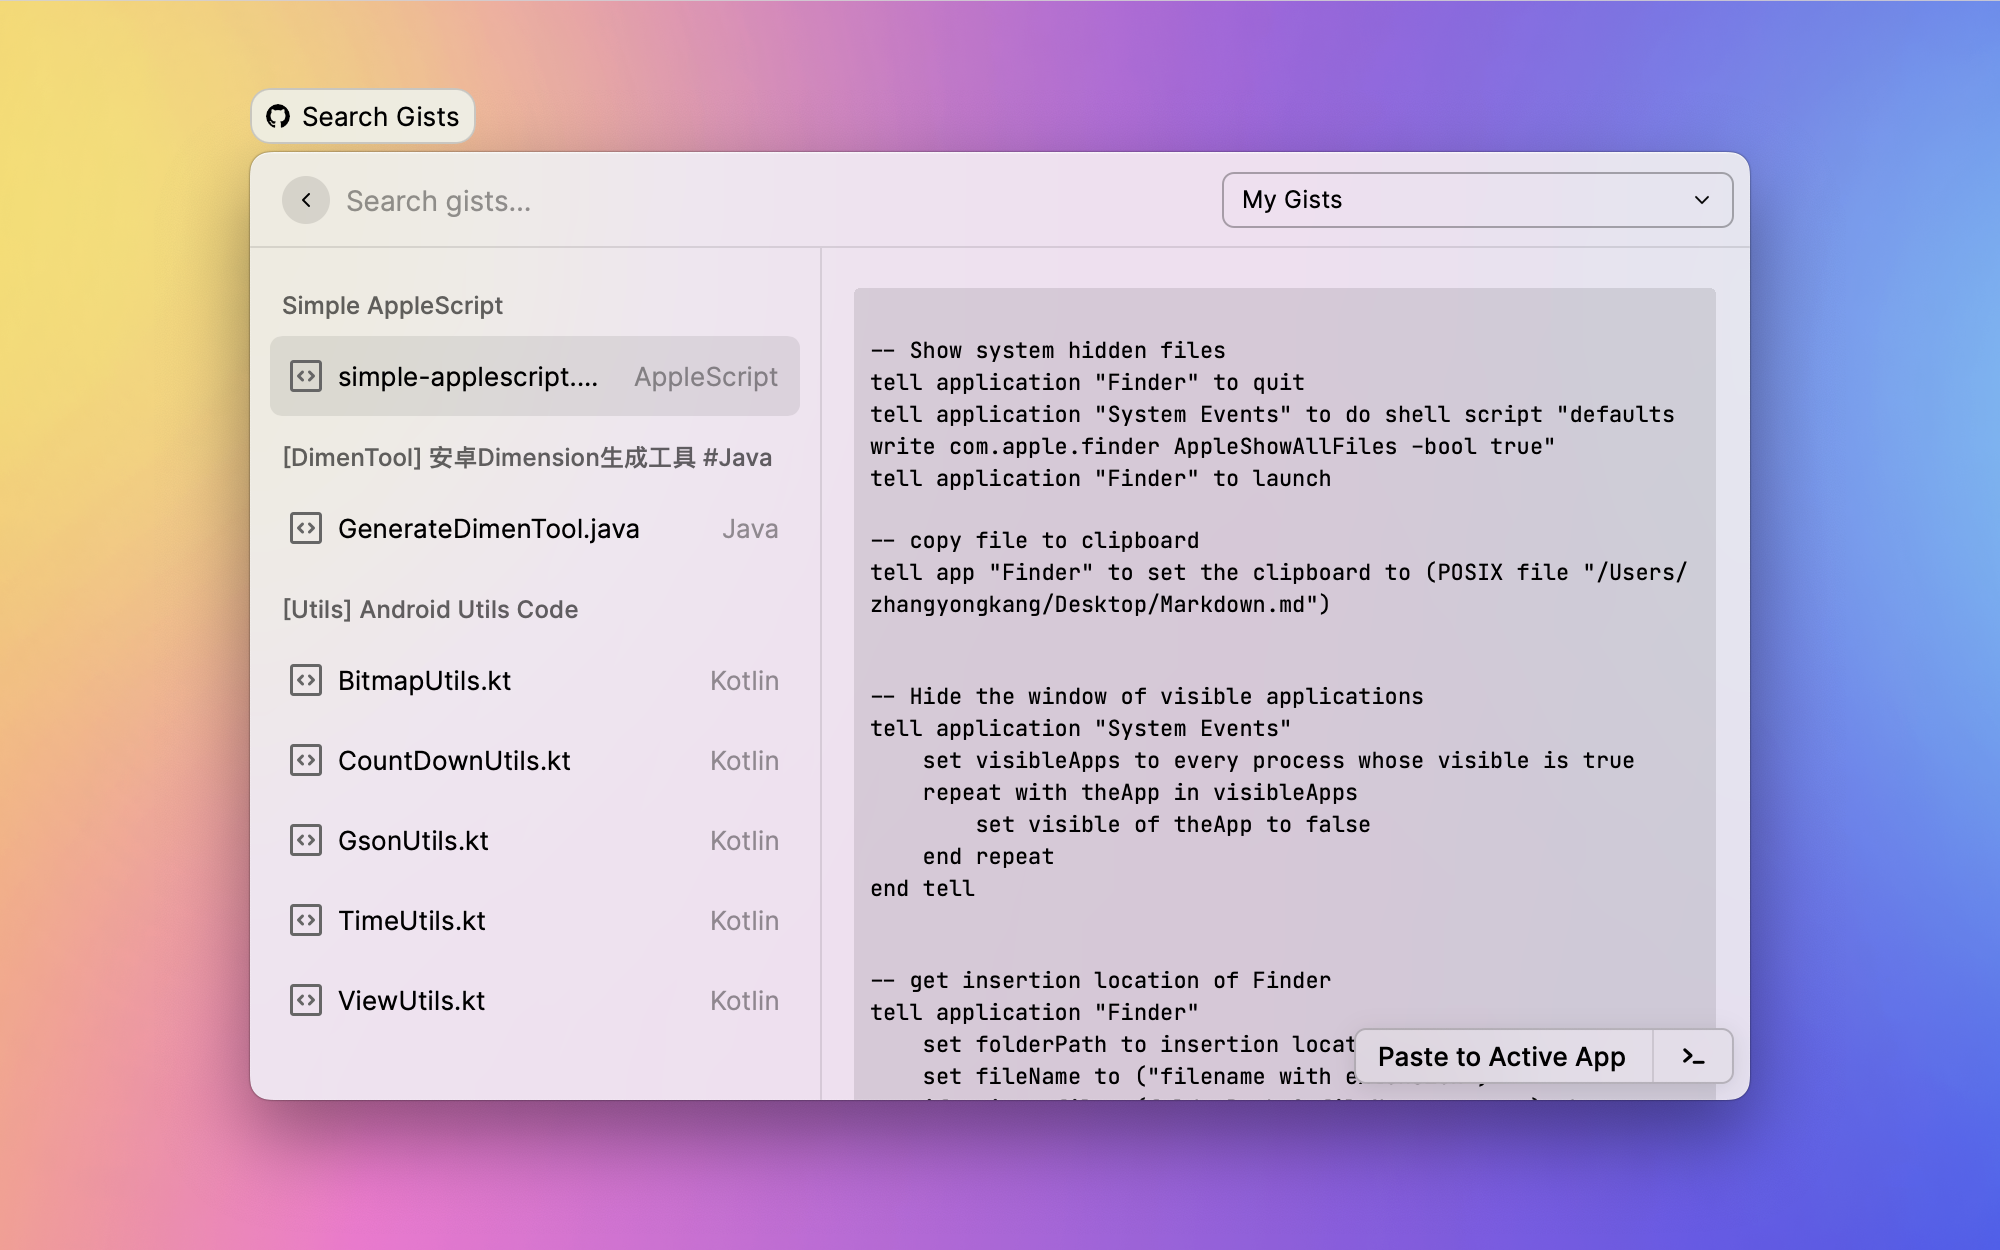 Search Gists
Search gists...
My Gists
Simple AppleScript
simple-applescript....
AppleScript
[DimenTool] 安卓Dimension生成工具 #Java
GenerateDimenTool.java
Java
[Utils] Android Utils Code
BitmapUtils.kt
Kotlin
CountDownUtils.kt
Kotlin
GsonUtils.kt
Kotlin
TimeUtils.kt
Kotlin
ViewUtils.kt
Kotlin
-- Show system hidden files
tell application "Finder" to quit
tell application "System Events" to do shell script "defaults
write com.apple.finder AppleShowAllFiles -bool true"
tell application "Finder" to launch
-- copy file to clipboard
tell app "Finder" to set the clipboard to (POSIX file "/Users/
zhangyongkang/Desktop/Markdown.md")
-- Hide the window of visible applications
tell application "System Events"
set visibleApps to every process whose visible is true
repeat with theApp in visibleApps
set visible of theApp to false
end repeat
end tell
-- get insertion location of Finder
tell application "Finder"
set folderPath to insertion
set fileName to ("filename with
Paste to Active App